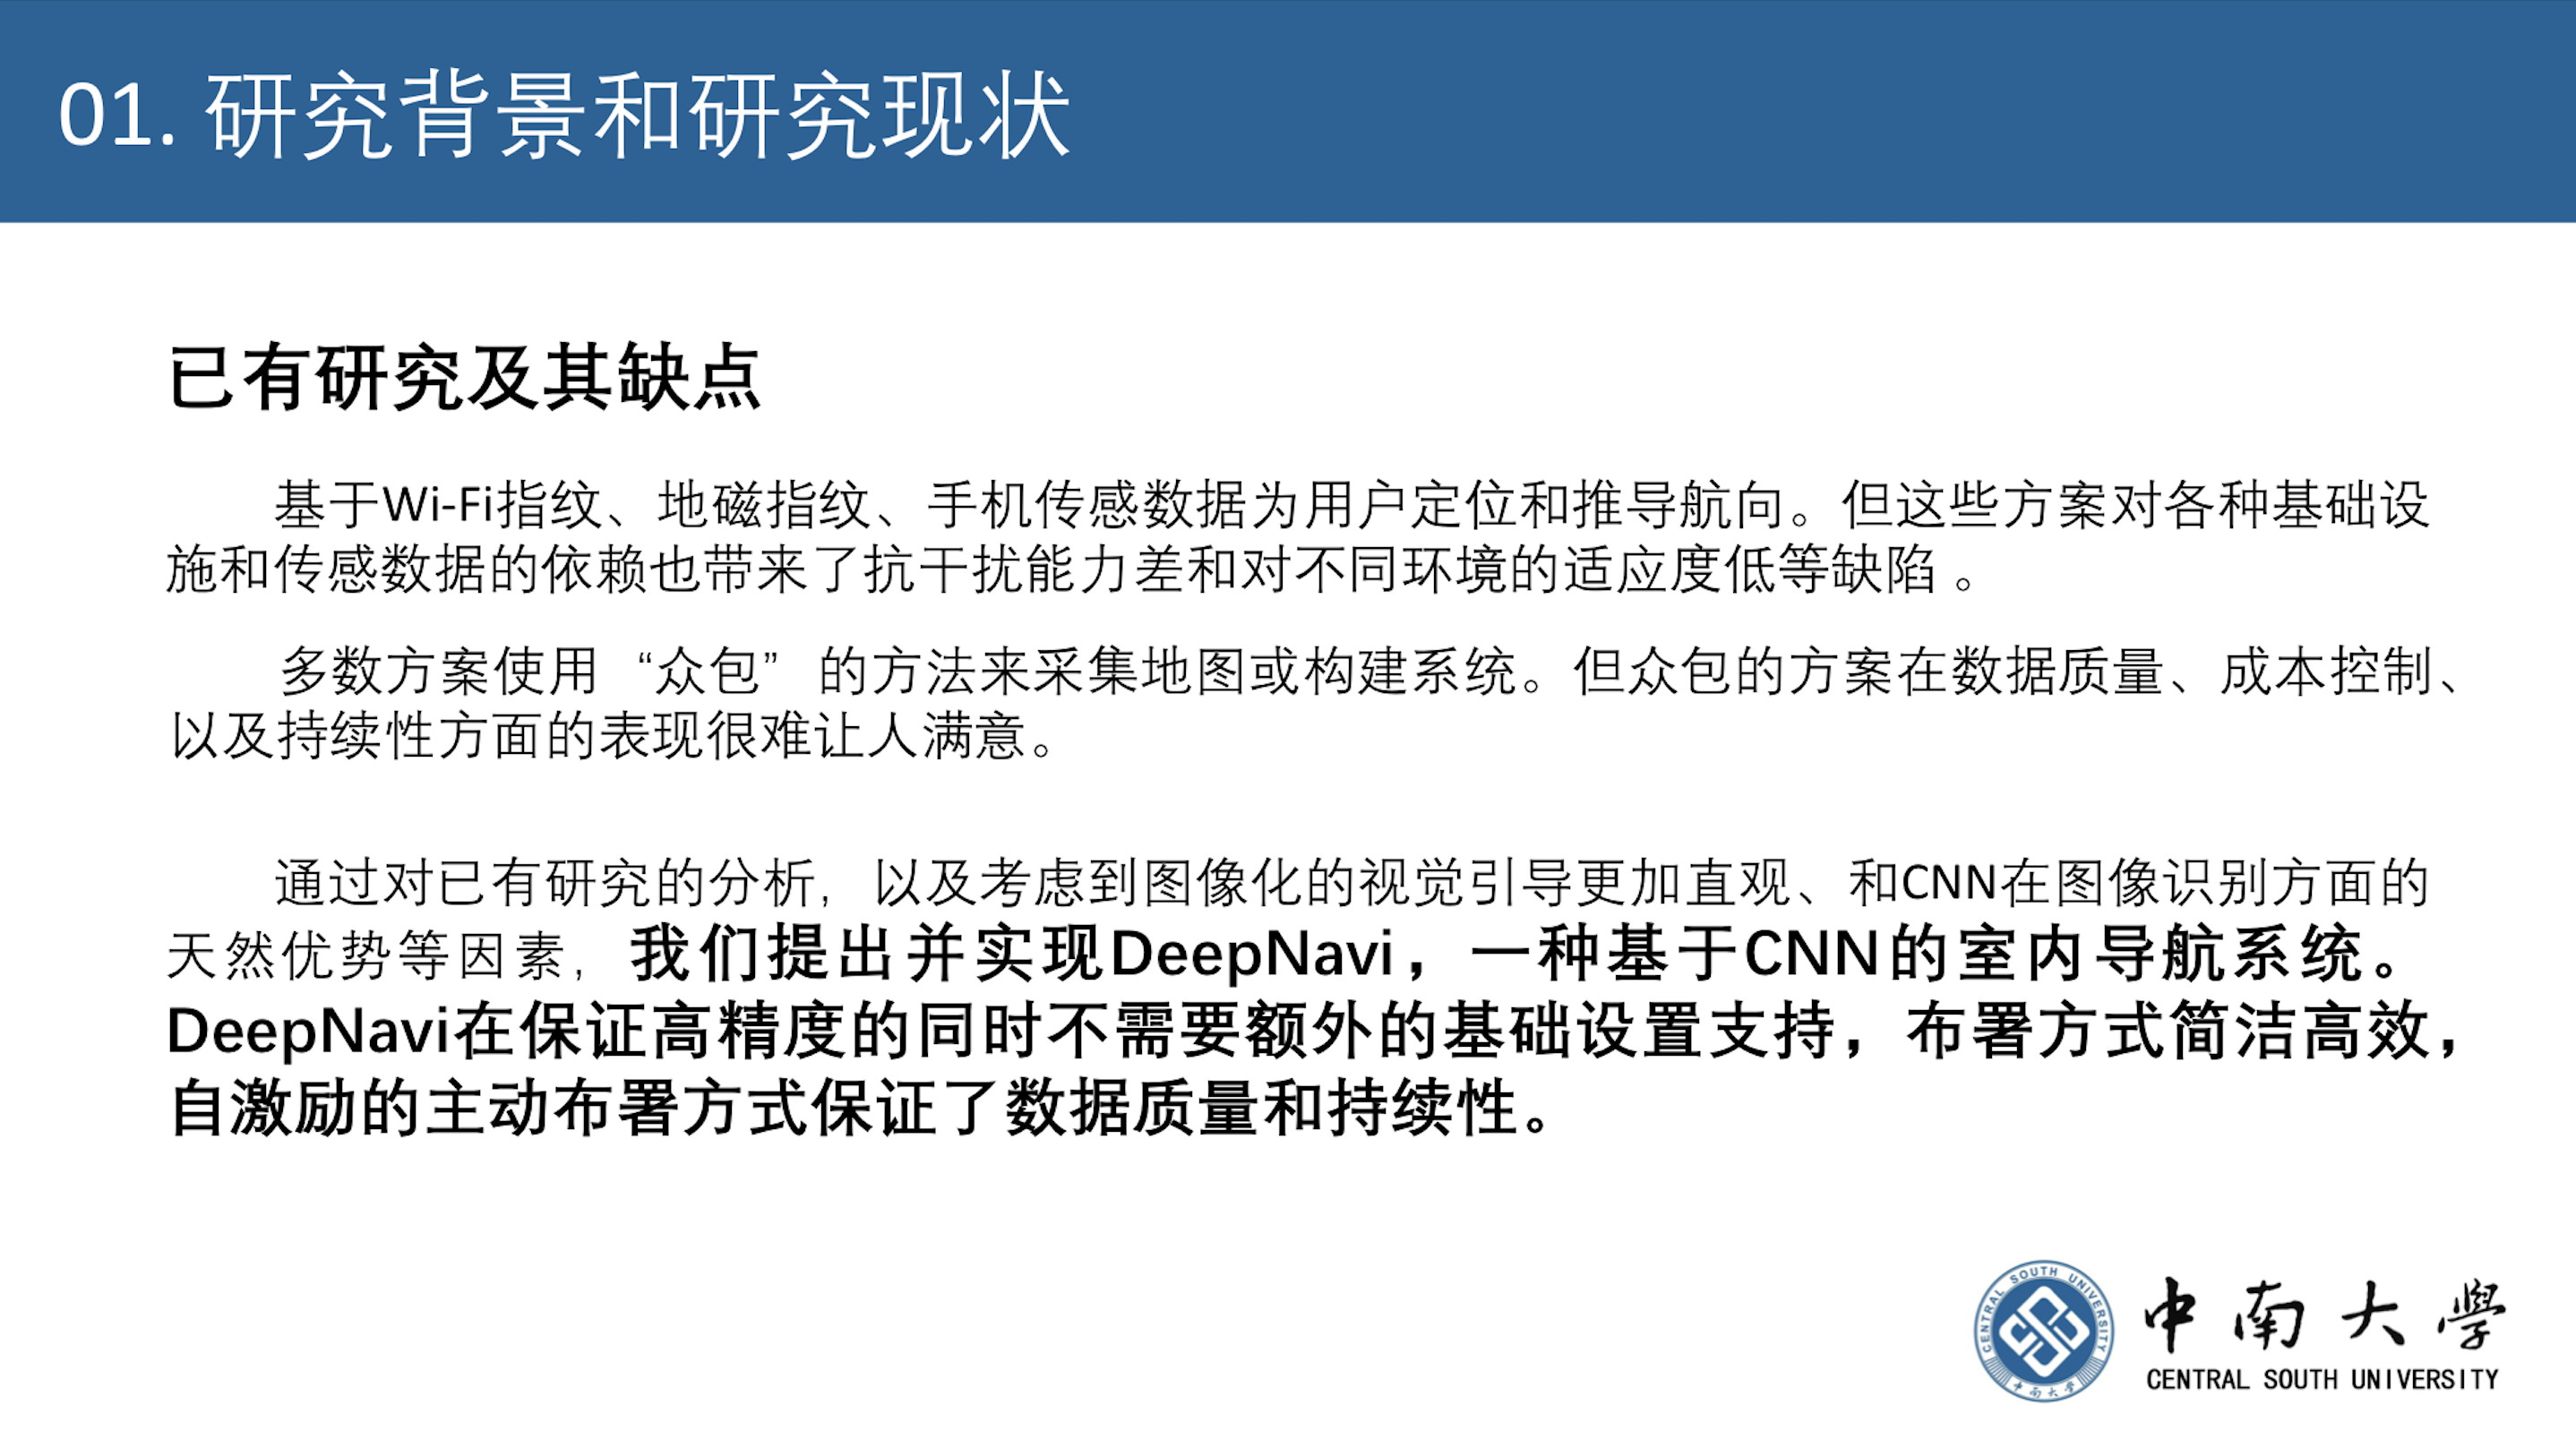 01. 研究背景和研究现状
已有研究及其缺点
基于Wi-Fi指纹、地磁指纹、手机传感数据为用户定位和推导航向。但这些方案对各种基础设
施和传感数据的依赖也带来了抗干扰能力差和对不同环境的适应度低等缺陷 。
多数方案使用 “众包” 的方法来采集地图或构建系统。但众包的方案在数据质量、成本控制、
以及持续性方面的表现很难让人满意。
通过对已有研究的分析，以及考虑到图像化的视觉引导更加直观、和CNN在图像识别方面的
天然优势等因素，我们提出并实现DeepNavi，一种基于CNN的室内导航系统。
DeepNavi在保证高精度的同时不需要额外的基础设置支持，布署方式简洁高效，
自激励的主动布署方式保证了数据质量和持续性。
CENTRAL SOUTH UNIVERSITY
中南大学
中南大學
CENTRAL SOUTH UNIVERSITY